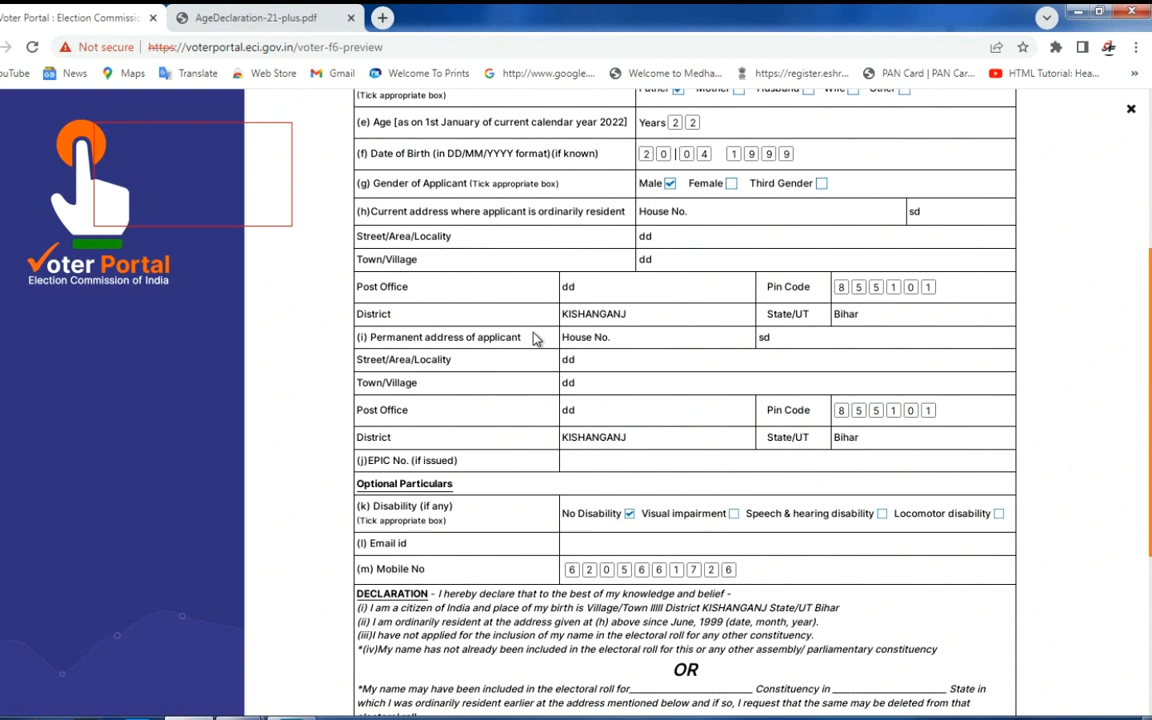 Voter Portal : Election Commissio
AgeDeclaration-21-plus.pdf
Not secure | https://voterportal.eci.gov.in/voter-f6-preview
ouTube News Maps Translate Web Store Gmail Welcome To Prints http://www.google.... Welcome to Medha... https://register.eshr... PAN Card | PAN Car... HTML Tutorial: Hea... »
Voter Portal
Election Commission of India
(Tick appropriate box) Father Mother Husband Wife Other
(e) Age [as on 1st January of current calendar year 2022] Years 2 2
(f) Date of Birth (in DD/MM/YYYY format)(if known) 2 0 0 4 1 9 9 9
(g) Gender of Applicant (Tick appropriate box) Male Female Third Gender
(h)Current address where applicant is ordinarily resident House No. sd
Street/Area/Locality dd
Town/Village dd
Post Office dd Pin Code 8 5 5 1 0 1
District KISHANGANJ State/UT Bihar
(i) Permanent address of applicant House No. sd
Street/Area/Locality dd
Town/Village dd
Post Office dd Pin Code 8 5 5 1 0 1
District KISHANGANJ State/UT Bihar
(j)EPIC No. (if issued)
Optional Particulars
(k) Disability (if any)
(Tick appropriate box) No Disability Visual impairment Speech & hearing disability Locomotor disability
(l) Email id
(m) Mobile No 6 2 0 5 6 6 1 7 2 6
DECLARATION - I hereby declare that to the best of my knowledge and belief -
(i) I am a citizen of India and place of my birth is Village/Town lllll District KISHANGANJ State/UT Bihar
(ii) I am ordinarily resident at the address given at (h) above since June, 1999 (date, month, year).
(iii)I have not applied for the inclusion of my name in the electoral roll for any other constituency.
*(iv)My name has not already been included in the electoral roll for this or any other assembly/ parliamentary constituency
OR
*My name may have been included in the electoral roll for____ Constituency in ____ State in
which I was ordinarily resident earlier at the address mentioned below and if so, I request that the same may be deleted from that
electoral roll.